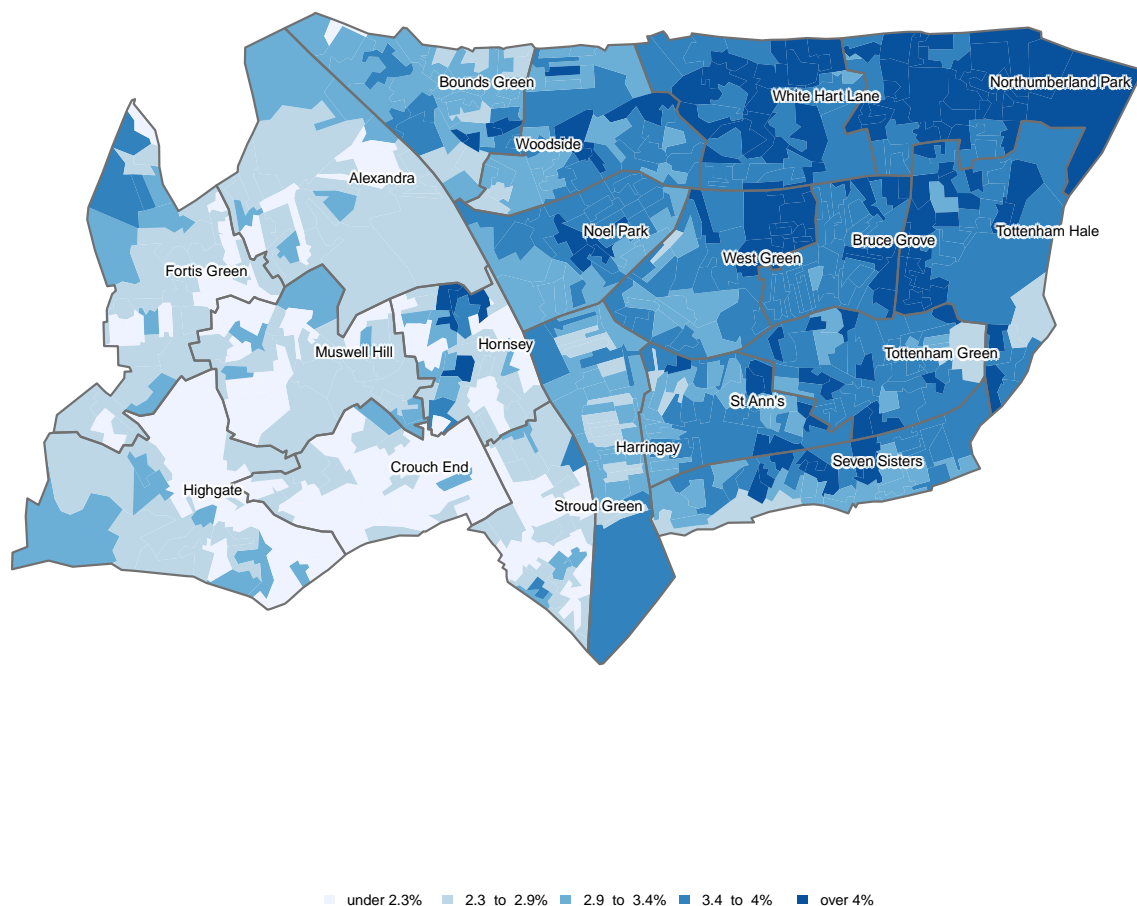 Bounds Green
Northumberland Park
White Hart Lane
Woodside
Alexandra
Noel Park
Tottenham Hale
Bruce Grove
West Green
Fortis Green
Hornsey
Muswell Hill
Tottenham Green
St Ann's
Harringay
Seven Sisters
Crouch End
Highgate
Stroud Green
under 2.3% 2.3 to 2.9% 2.9 to 3.4% 3.4 to 4% over 4%